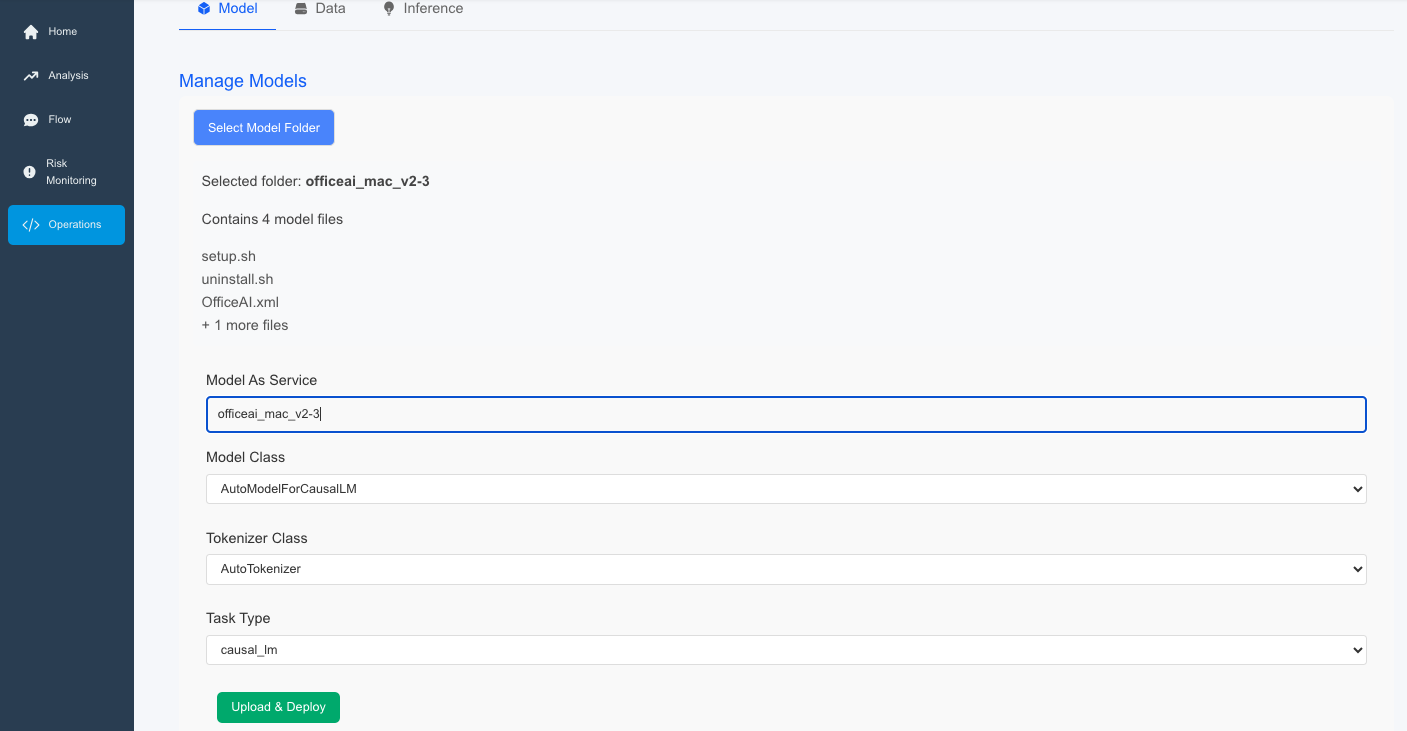 Model Data Inference
Home
Analysis
Flow
Risk
Monitoring
Operations
Manage Models
Select Model Folder
Selected folder: officeai_mac_v2-3
Contains 4 model files
setup.sh
uninstall.sh
OfficeAI.xml
+ 1 more files
Model As Service
officeai_mac_v2-3
Model Class
AutoModelForCausalLM
Tokenizer Class
AutoTokenizer
Task Type
causal_lm
Upload & Deploy